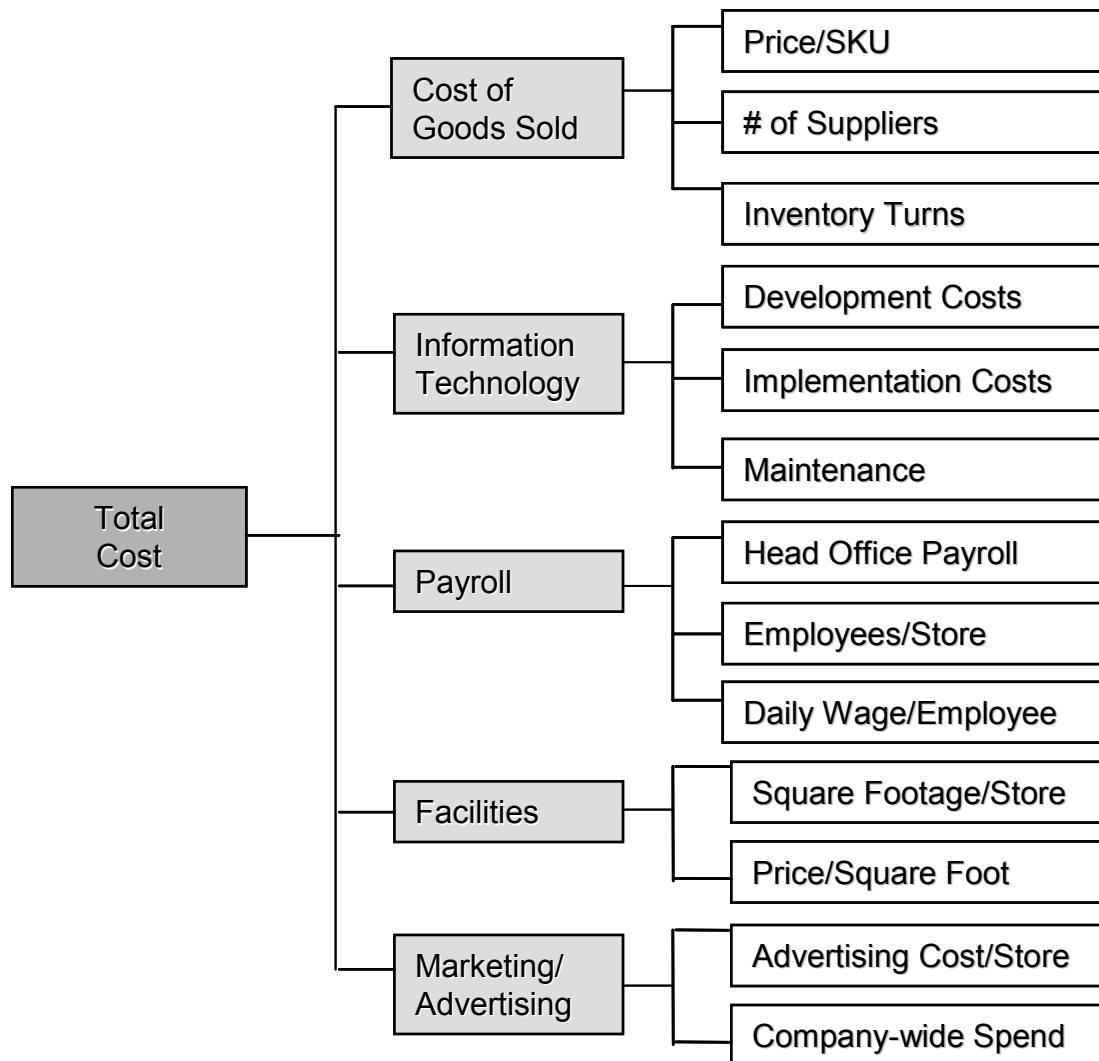 Price/SKU
Cost of
Goods Sold
# of Suppliers
Inventory Turns
Development Costs
Information
Technology
Implementation Costs
Maintenance
Total
Cost
Head Office Payroll
Payroll
Employees/Store
Daily Wage/Employee
Square Footage/Store
Facilities
Price/Square Foot
Advertising Cost/Store
Marketing/
Advertising
Company-wide Spend